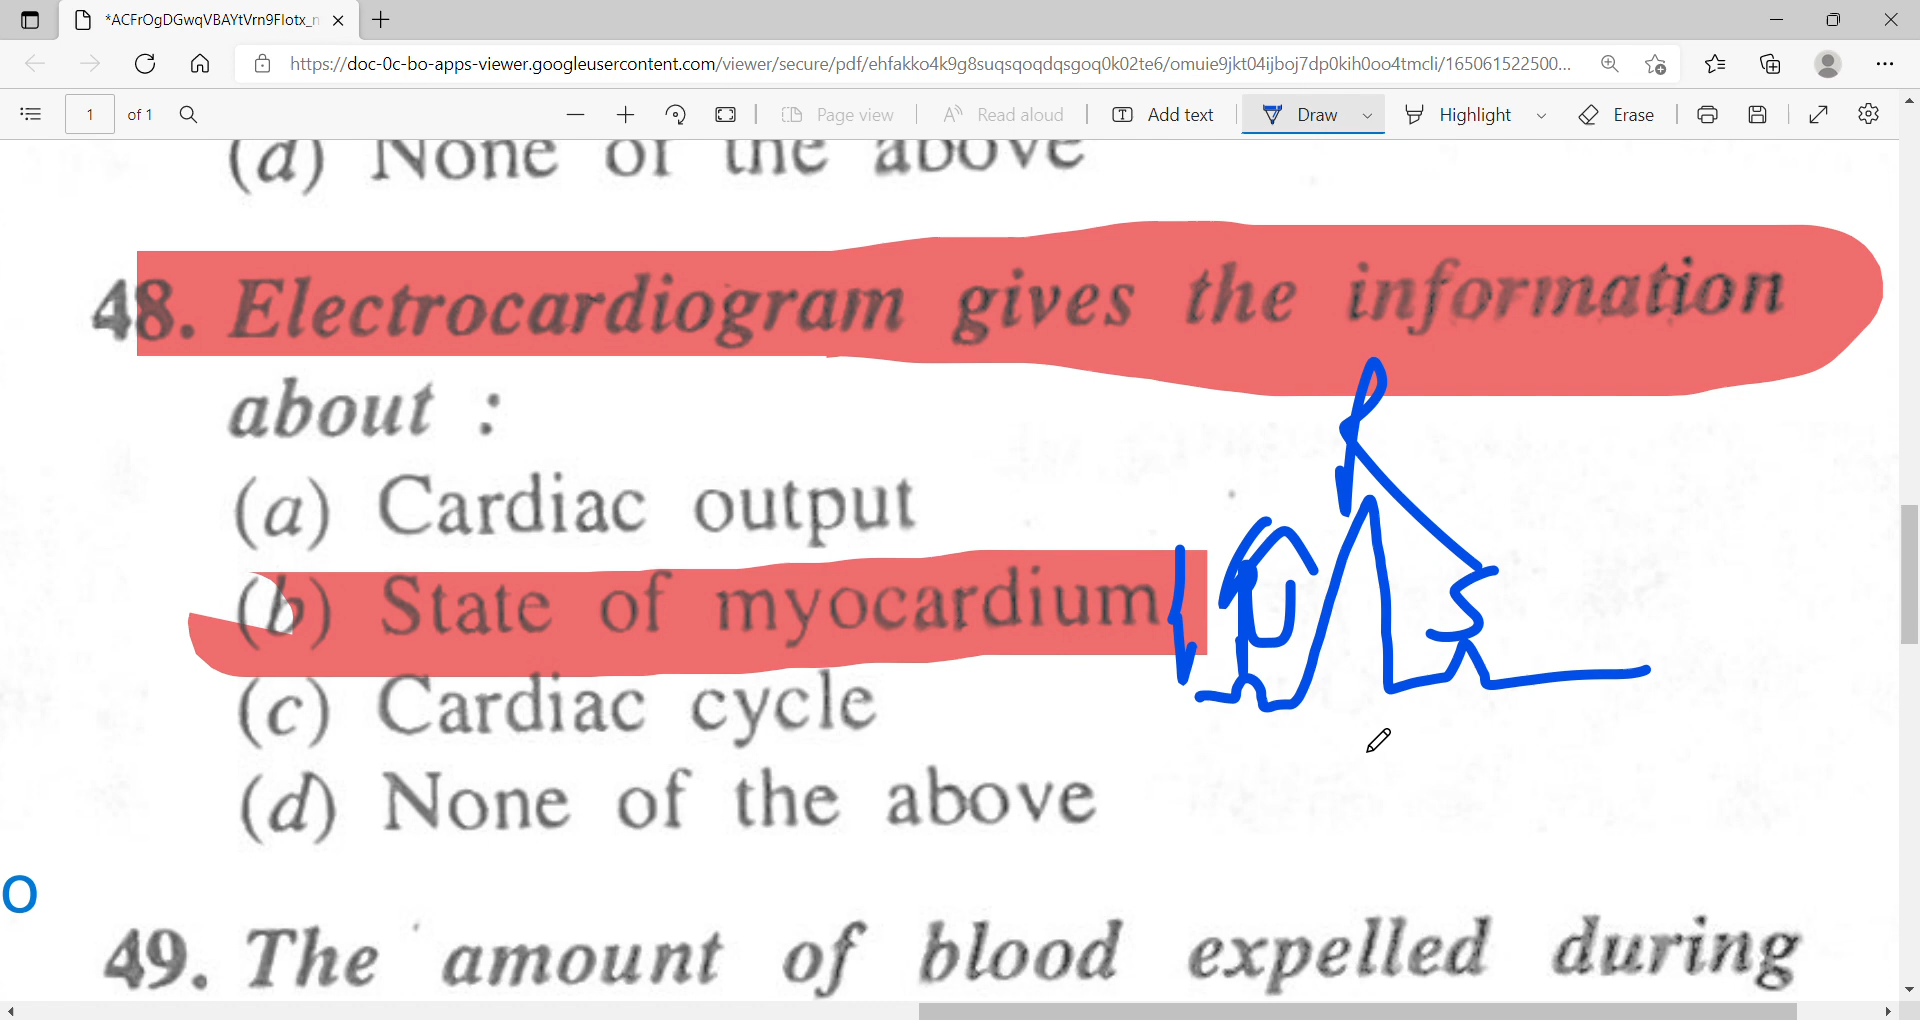 *ACFrOgDGwqVBAYtVrn9Flotx_n
https://doc-0c-bo-apps-viewer.googleusercontent.com/viewer/secure/pdf/ehfakko4k9g8suqsqoqdqsgoq0k02te6/omuie9jkt04ijboj7dp0kih0oo4tmcli/165061522500...
1 of 1 Page view Read aloud Add text Draw Highlight Erase
(d) None of the above
48. Electrocardiogram gives the information
about :
(a) Cardiac output
(b) State of myocardium
(c) Cardiac cycle
(d) None of the above
49. The amount of blood expelled during